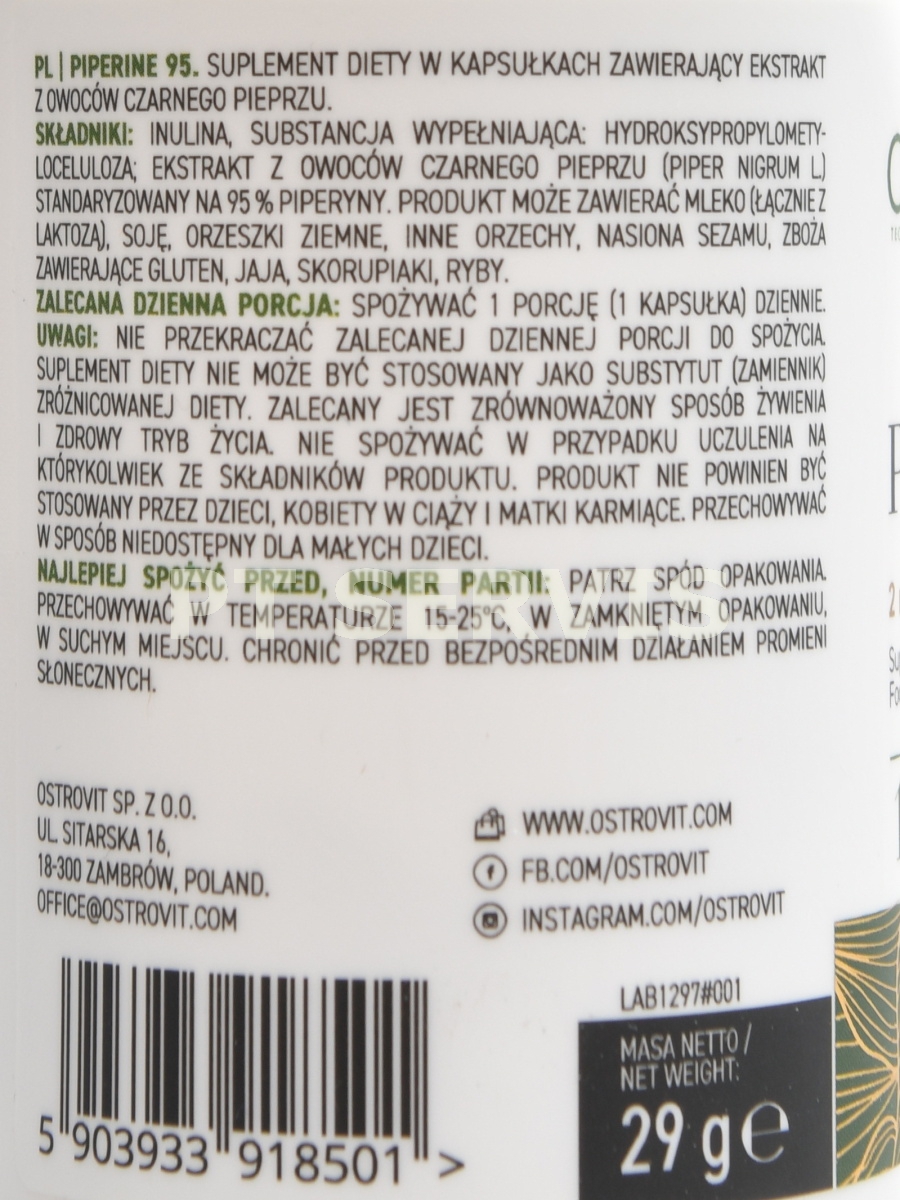 PL | PIPERINE 95. SUPLEMENT DIETY W KAPSUŁKACH ZAWIERAJĄCY EKSTRAKT
Z OWOCÓW CZARNEGO PIEPRZU.
SKŁADNIKI: INULINA, SUBSTANCJA WYPEŁNIAJĄCA: HYDROKSYPROPYLOMETY-
LOCELULOZA; EKSTRAKT Z OWOCÓW CZARNEGO PIEPRZU (PIPER NIGRUM L.)
STANDARYZOWANY NA 95 % PIPERYNY. PRODUKT MOŻE ZAWIERAĆ MLEKO (ŁĄCZNIE Z
LAKTOZĄ), SOJĘ, ORZESZKI ZIEMNE, INNE ORZECHY, NASIONA SEZAMU, ZBOŻA
ZAWIERAJĄCE GLUTEN, JAJA, SKORUPIAKI, RYBY.
ZALECANA DZIENNA PORCJA: SPOŻYWAĆ 1 PORCJĘ (1 KAPSUŁKA) DZIENNIE.
UWAGI: NIE PRZEKRACZAĆ ZALECANEJ DZIENNEJ PORCJI DO SPOŻYCIA.
SUPLEMENT DIETY NIE MOŻE BYĆ STOSOWANY JAKO SUBSTYTUT (ZAMIENNIK)
ZRÓŻNICOWANEJ DIETY. ZALECANY JEST ZRÓWNOWAŻONY SPOSÓB ŻYWIENIA
I ZDROWY TRYB ŻYCIA. NIE SPOŻYWAĆ W PRZYPADKU UCZULENIA NA
KTÓRYKOLWIEK ZE SKŁADNIKÓW PRODUKTU. PRODUKT NIE POWINIEN BYĆ
STOSOWANY PRZEZ DZIECI, KOBIETY W CIĄŻY I MATKI KARMIĄCE. PRZECHOWYWAĆ
W SPOSÓB NIEDOSTĘPNY DLA MAŁYCH DZIECI.
NAJLEPIEJ SPOŻYĆ PRZED, NUMER PARTII: PATRZ SPÓD OPAKOWANIA.
PRZECHOWYWAĆ W TEMPERATURZE 15-25°C, W ZAMKNIĘTYM OPAKOWANIU,
W SUCHYM MIEJSCU. CHRONIĆ PRZED BEZPOŚREDNIM DZIAŁANIEM PROMIENI
SŁONECZNYCH.
PT SERVIS
OSTROVIT SP. Z O.O.
UL. SITARSKA 16,
18-300 ZAMBRÓW, POLAND.
OFFICE@OSTROVIT.COM
WWW.OSTROVIT.COM
FB.COM/OSTROVIT
INSTAGRAM.COM/OSTROVIT
LAB1297#001
MASA NETTO /
NET WEIGHT:
29 g ℮
5 903933 918501 >